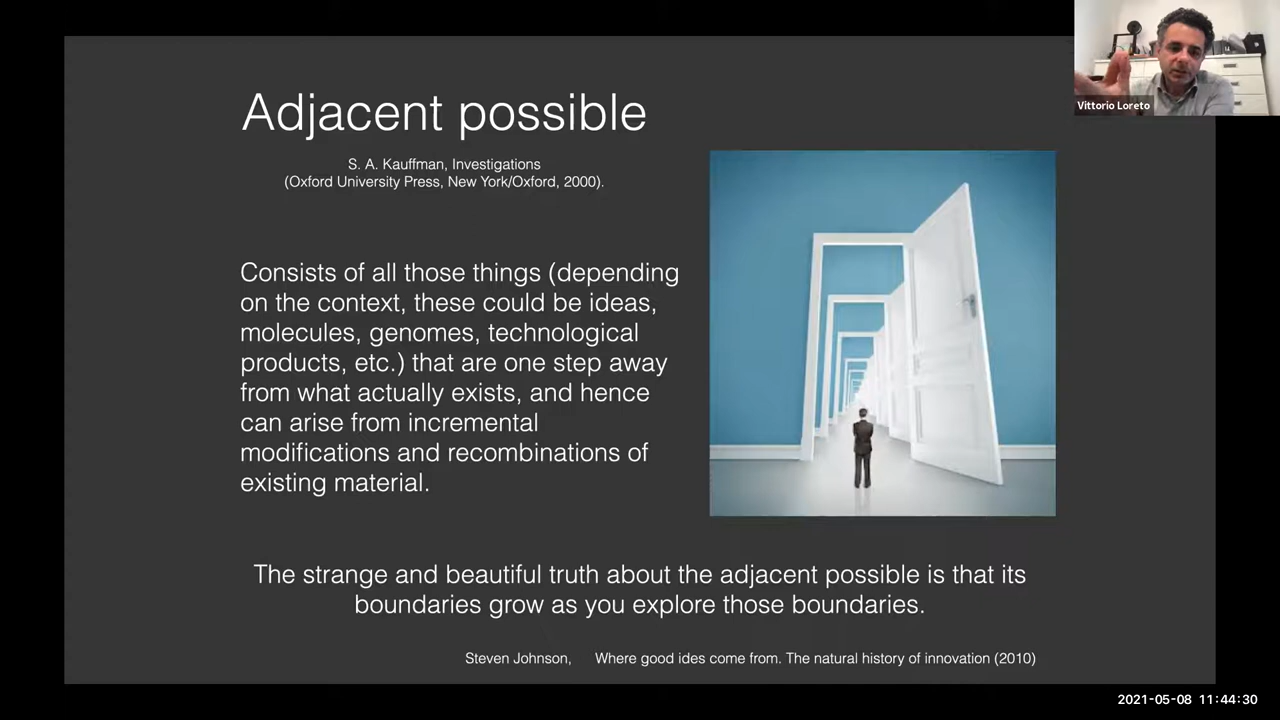 Vittorio Loreto
Adjacent possible
S. A. Kauffman, Investigations
(Oxford University Press, New York/Oxford, 2000).
Consists of all those things (depending
on the context, these could be ideas,
molecules, genomes, technological
products, etc.) that are one step away
from what actually exists, and hence
can arise from incremental
modifications and recombinations of
existing material.
The strange and beautiful truth about the adjacent possible is that its
boundaries grow as you explore those boundaries.
Steven Johnson, Where good ides come from. The natural history of innovation (2010)
2021-05-08 11:44:30